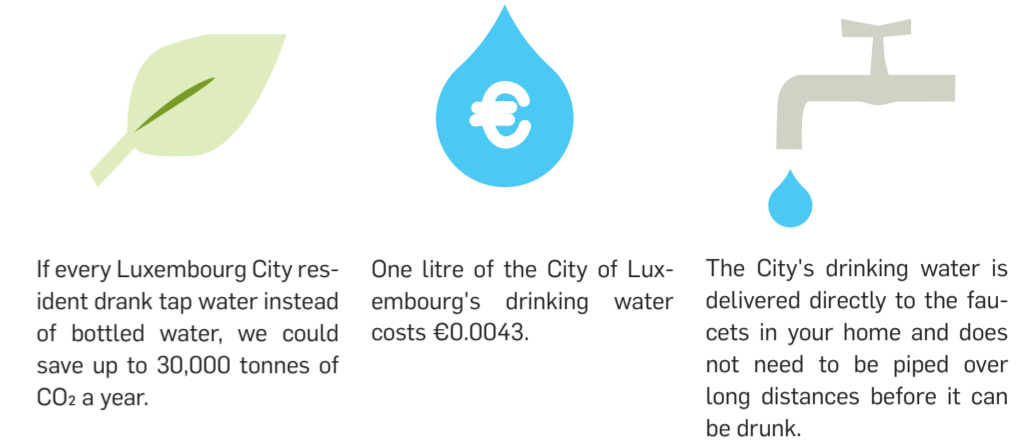 €
If every Luxembourg City res-
ident drank tap water instead
of bottled water, we could
save up to 30,000 tonnes of
CO₂ a year.
One litre of the City of Lux-
embourg's drinking water
costs €0.0043.
The City's drinking water is
delivered directly to the fau-
cets in your home and does
not need to be piped over
long distances before it can
be drunk.